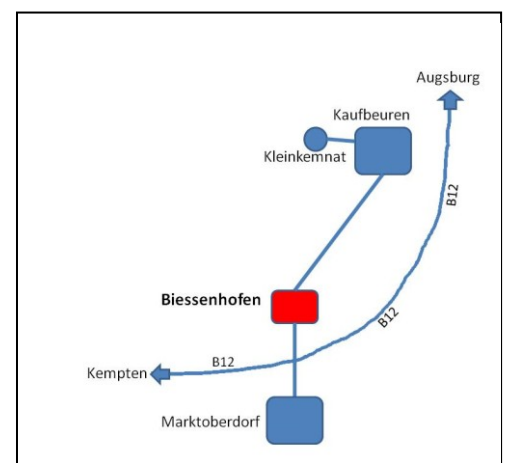 Augsburg
Kaufbeuren
Kleinkemnat
B12
Biessenhofen
B12
B12
Kempten
Marktoberdorf